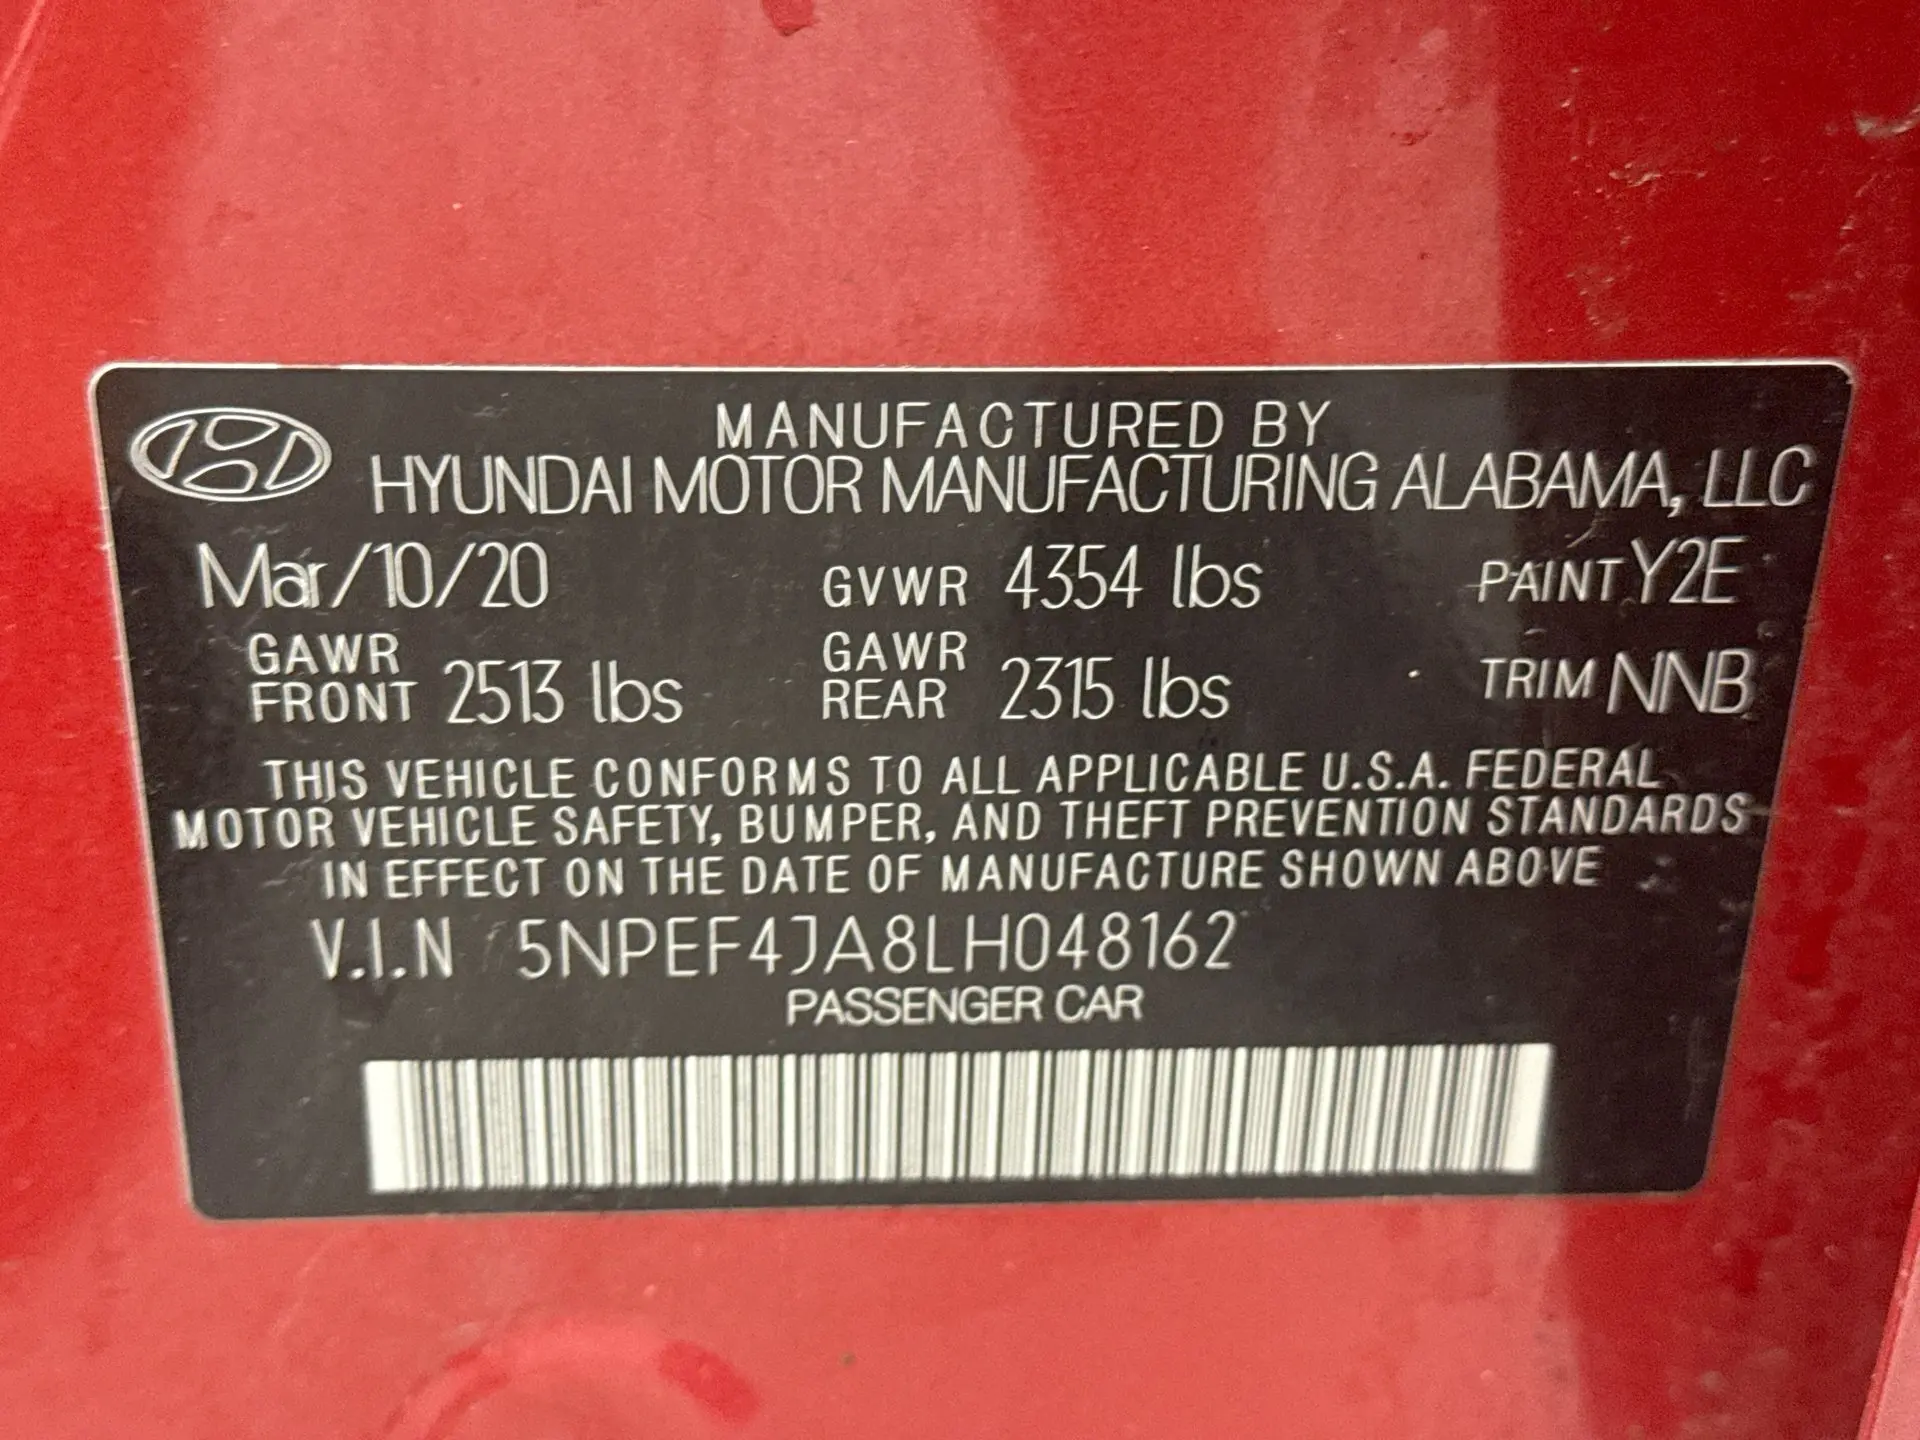 MANUFACTURED BY
HYUNDAI MOTOR MANUFACTURING ALABAMA, LLC
Mar/10/20 GVWR 4354 lbs PAINT Y2E
GAWR FRONT 2513 lbs GAWR REAR 2315 lbs TRIM NNB
THIS VEHICLE CONFORMS TO ALL APPLICABLE U.S.A. FEDERAL
MOTOR VEHICLE SAFETY, BUMPER, AND THEFT PREVENTION STANDARDS
IN EFFECT ON THE DATE OF MANUFACTURE SHOWN ABOVE
V.I.N 5NPEF4JA8LH048162
PASSENGER CAR